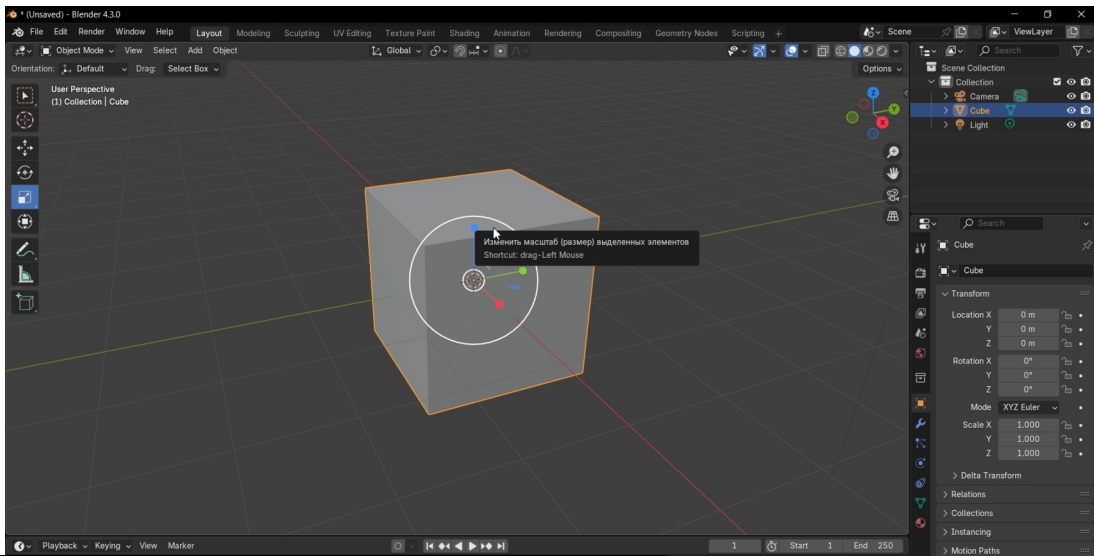 * (Unsaved) - Blender 4.3.0
File Edit Render Window Help Layout Modeling Sculpting UV Editing Texture Paint Shading Animation Rendering Compositing Geometry Nodes Scripting + Scene ViewLayer
Object Mode View Select Add Object Global Search
Orientation: Default Drag: Select Box Options
Scene Collection
Collection
Camera
Cube
Light
User Perspective
(1) Collection | Cube
Z
Y
X
Изменить масштаб (размер) выделенных элементов
Shortcut: drag-Left Mouse
Search
Cube
Cube
Transform
Location X 0 m
Y 0 m
Z 0 m
Rotation X 0°
Y 0°
Z 0°
Mode XYZ Euler
Scale X 1.000
Y 1.000
Z 1.000
Delta Transform
Relations
Collections
Instancing
Motion Paths
Playback Keying View Marker 1 Start 1 End 250